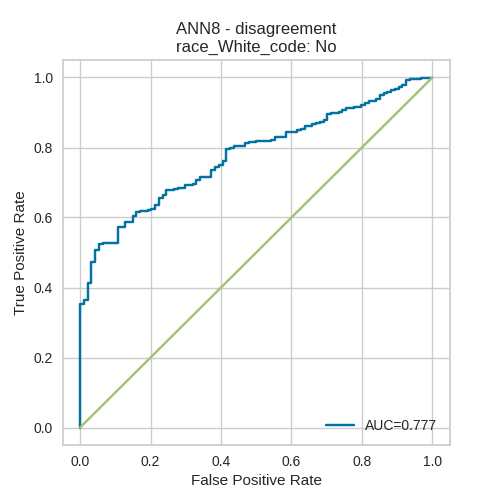 ANN8 - disagreement
race_White_code: No
True Positive Rate
1.0
0.8
0.6
0.4
0.2
0.0
AUC=0.777
0.0 0.2 0.4 0.6 0.8 1.0
False Positive Rate